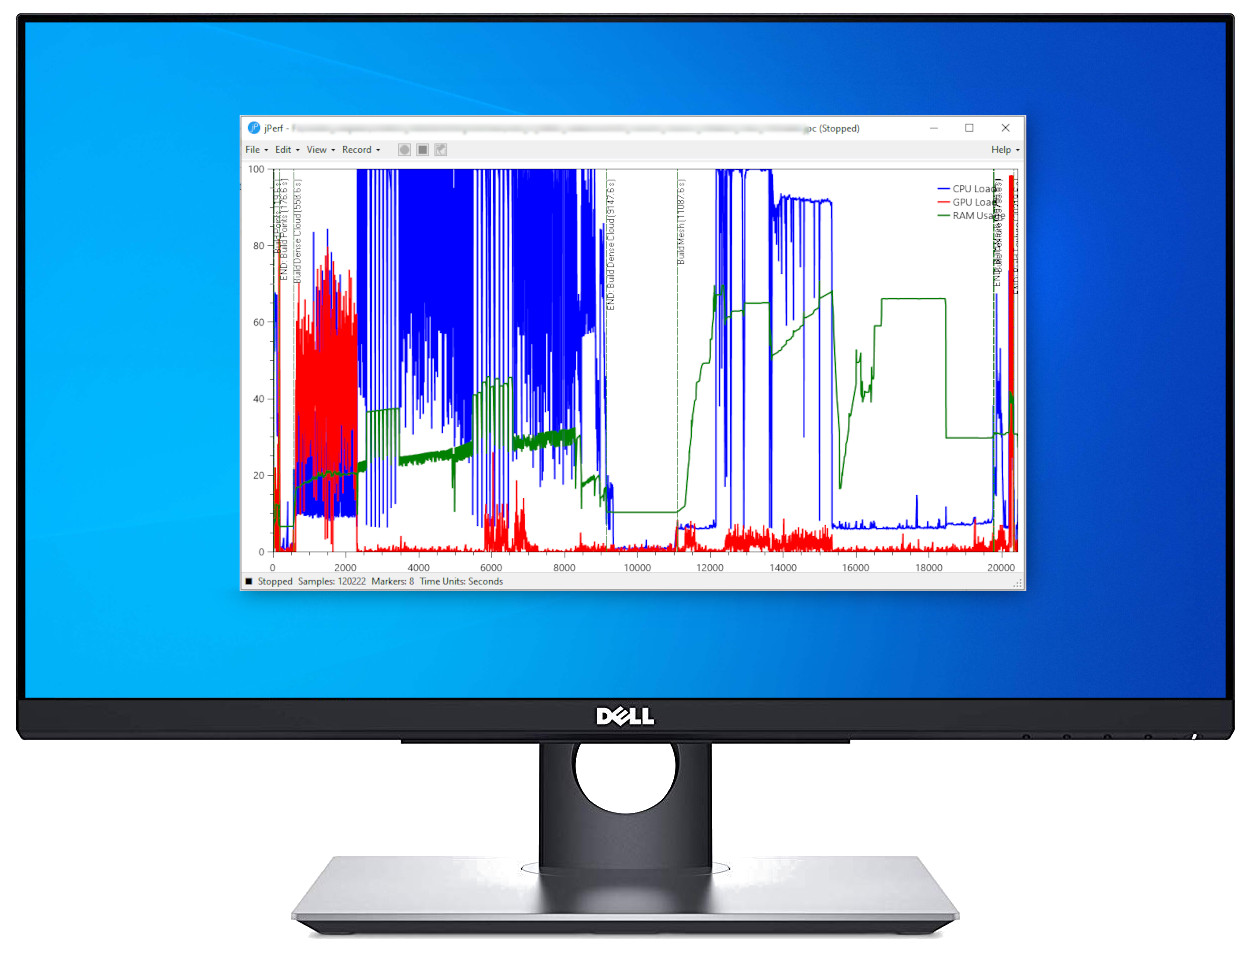 jPerf -
pc (Stopped)
File Edit View Record
Help
100
80
60
40
20
0
0 2000 4000 6000 8000 10000 12000 14000 16000 18000 20000
END: Build Points [176.6 s]
Build Dense Cloud [558.6 s]
END: Build Dense Cloud [9147.6 s]
Build Mesh [11087.6 s]
CPU Load
GPU Load
RAM Usage
Stopped Samples: 120222 Markers: 8 Time Units: Seconds
DELL